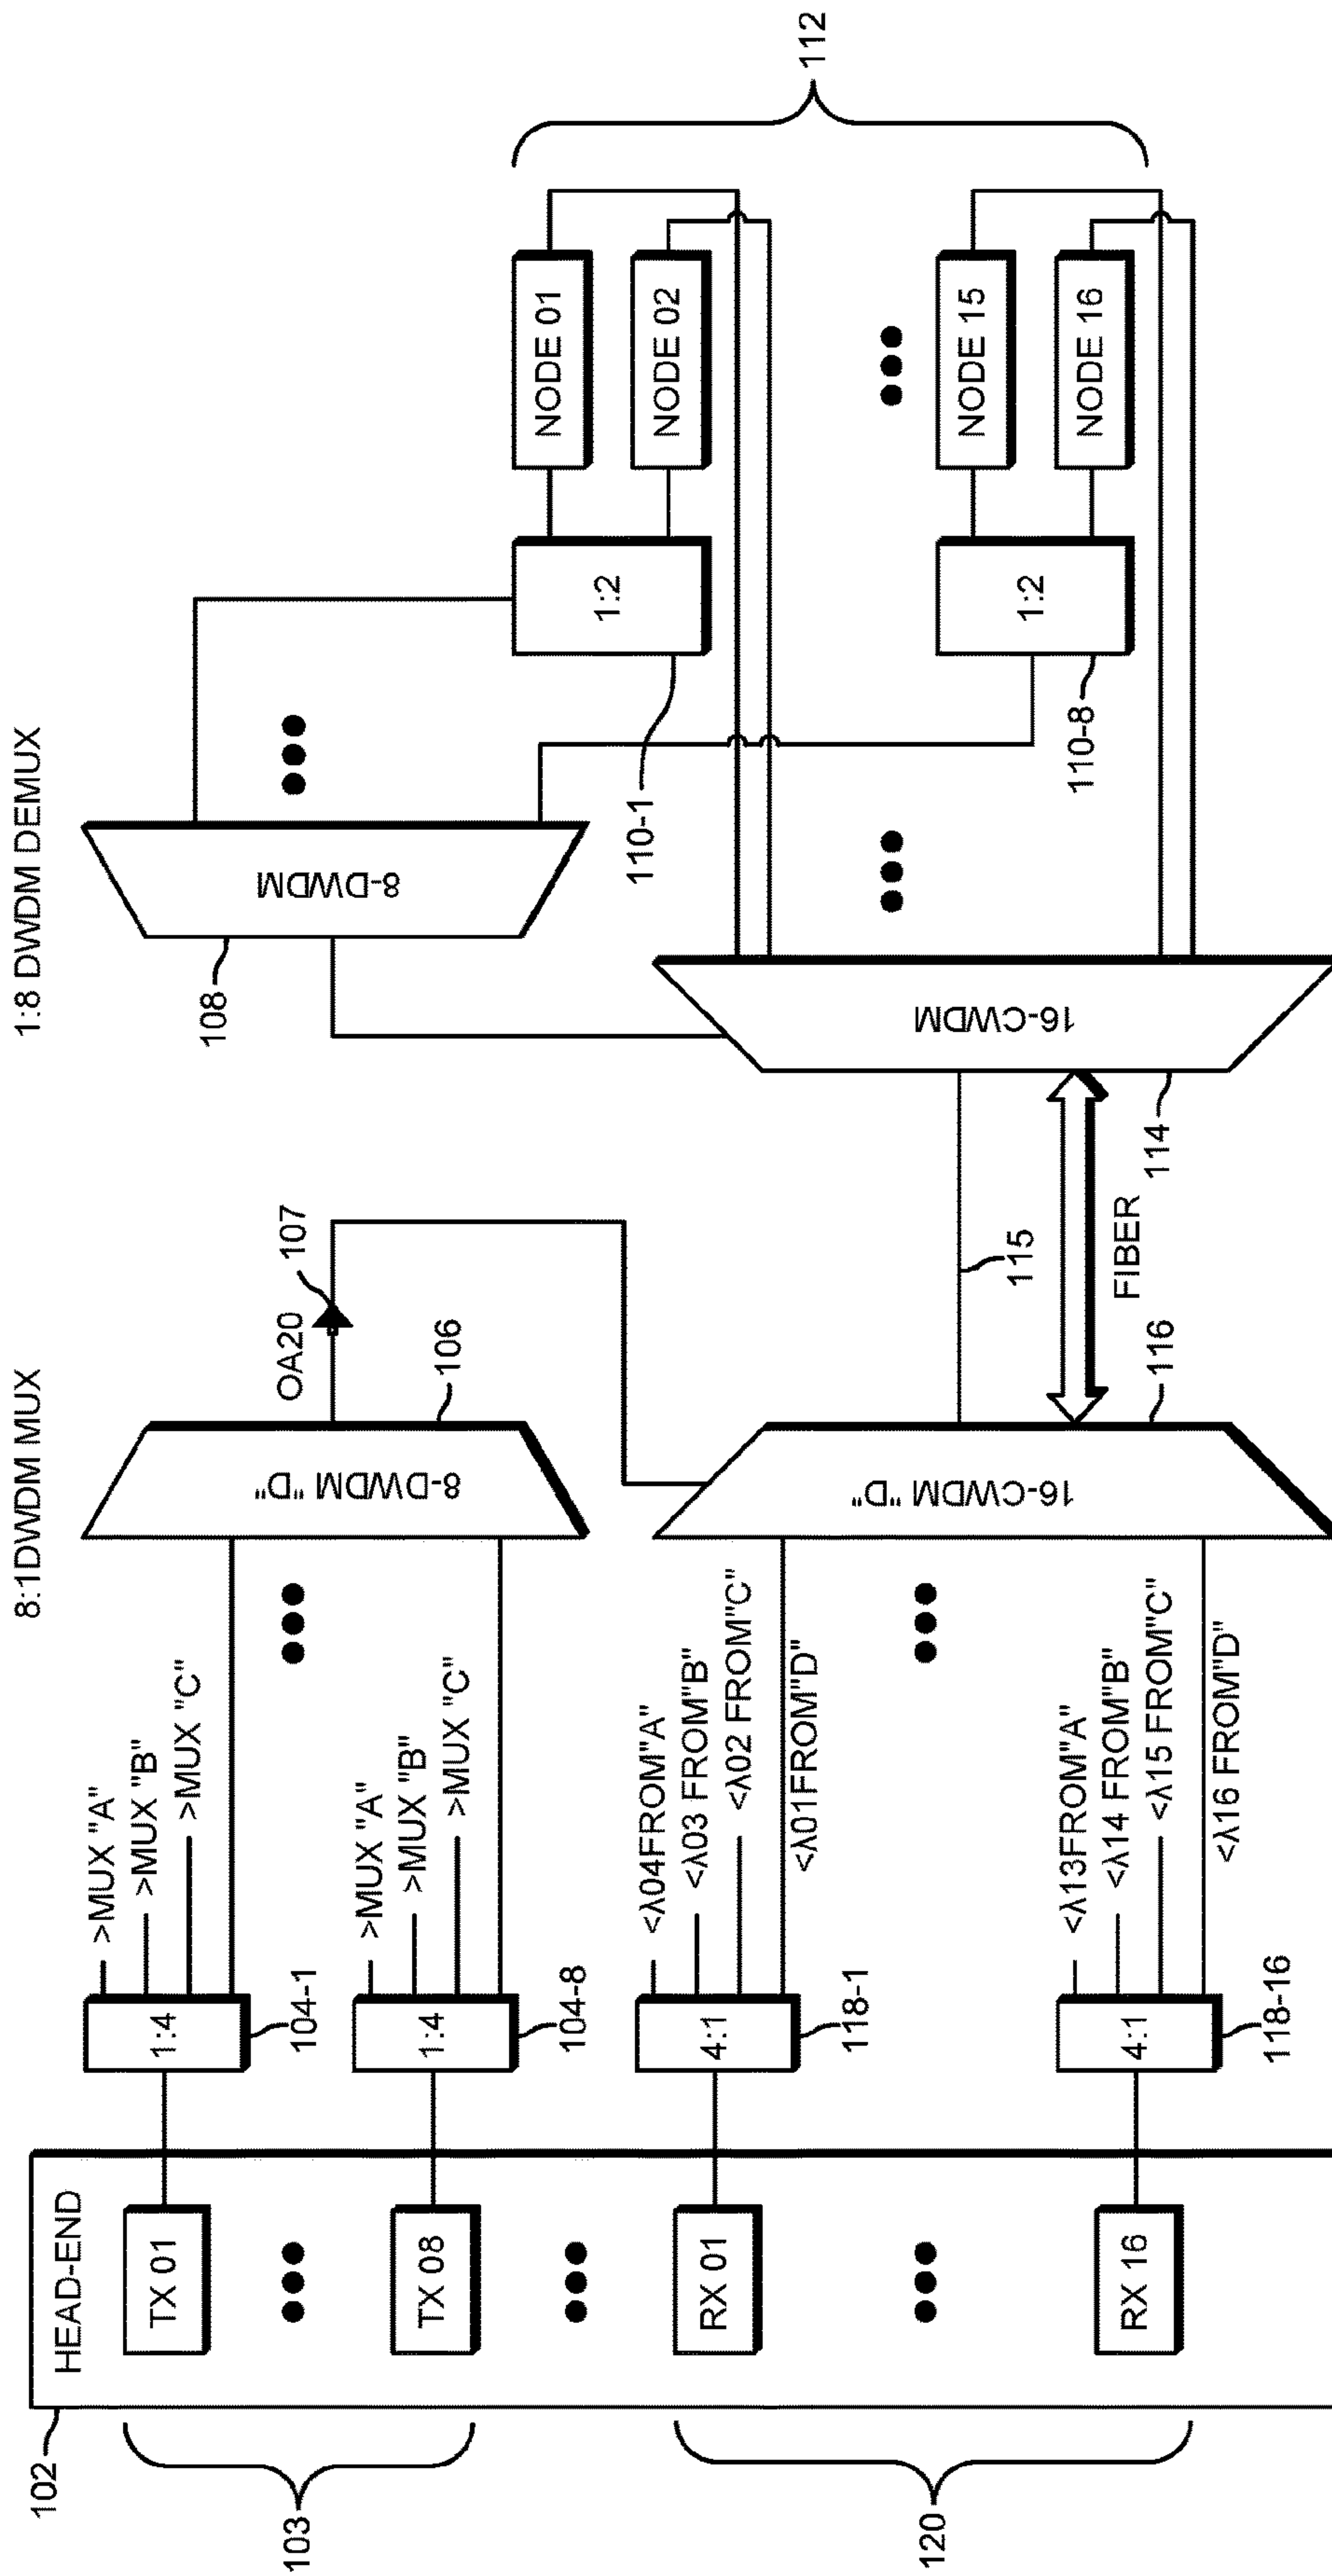 8:1DWDM MUX
1:8 DWDM DEMUX
102
HEAD-END
103
TX 01
TX 08
1:4
104-1
>MUX "A"
>MUX "B"
>MUX "C"
1:4
104-8
>MUX "A"
>MUX "B"
>MUX "C"
8-DWDM "D"
106
OA20
107
8-DWDM
108
1:2
110-1
NODE 01
NODE 02
112
120
RX 01
RX 16
4:1
118-1
<λ04FROM"A"
<λ03 FROM"B"
<λ02 FROM"C"
<λ01FROM"D"
4:1
118-16
<λ13FROM"A"
<λ14 FROM"B"
<λ15 FROM"C"
<λ16 FROM"D"
16-CWDM "D"
116
115
FIBER
16-CWDM
114
1:2
110-8
NODE 15
NODE 16